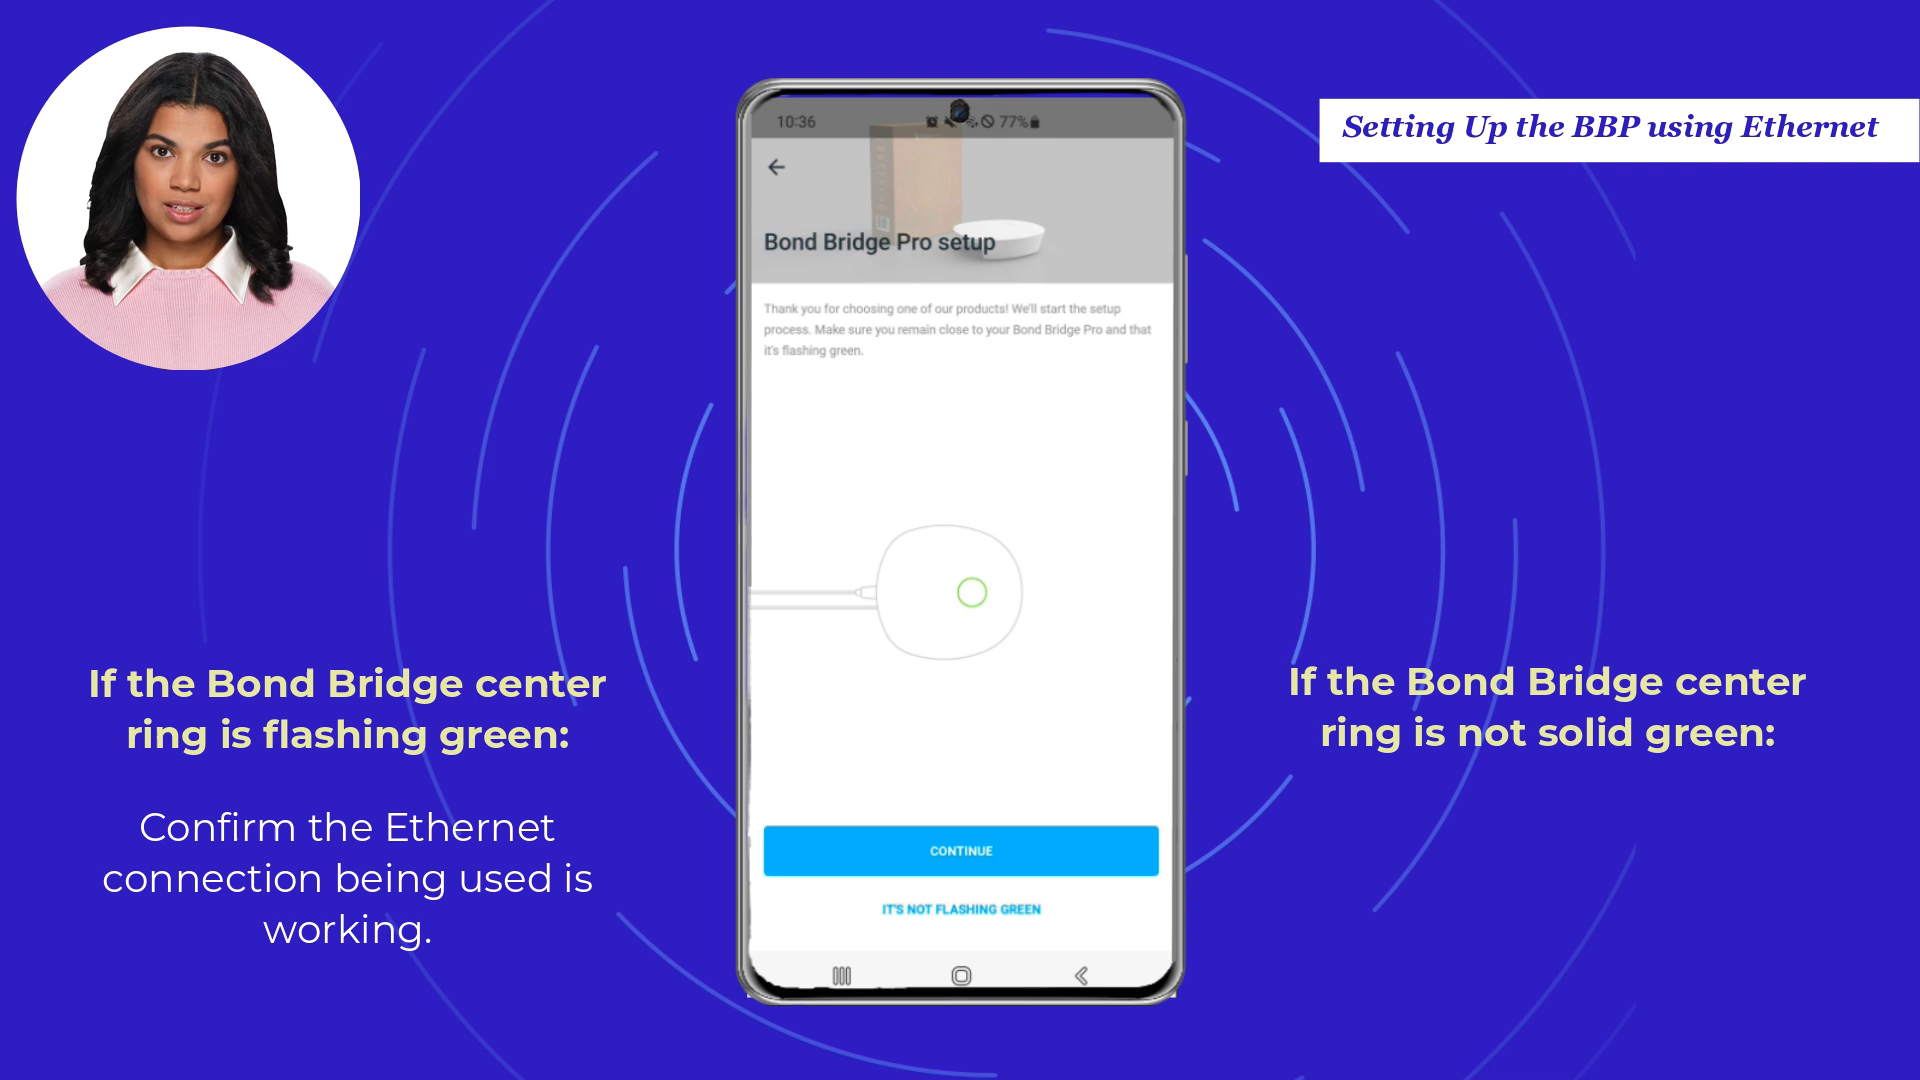 Setting Up the BBP using Ethernet
10:36
77%
Bond Bridge Pro setup
Thank you for choosing one of our products! We'll start the setup
process. Make sure you remain close to your Bond Bridge Pro and that
it's flashing green.
CONTINUE
IT'S NOT FLASHING GREEN
If the Bond Bridge center
ring is flashing green:
Confirm the Ethernet
connection being used is
working.
If the Bond Bridge center
ring is not solid green: